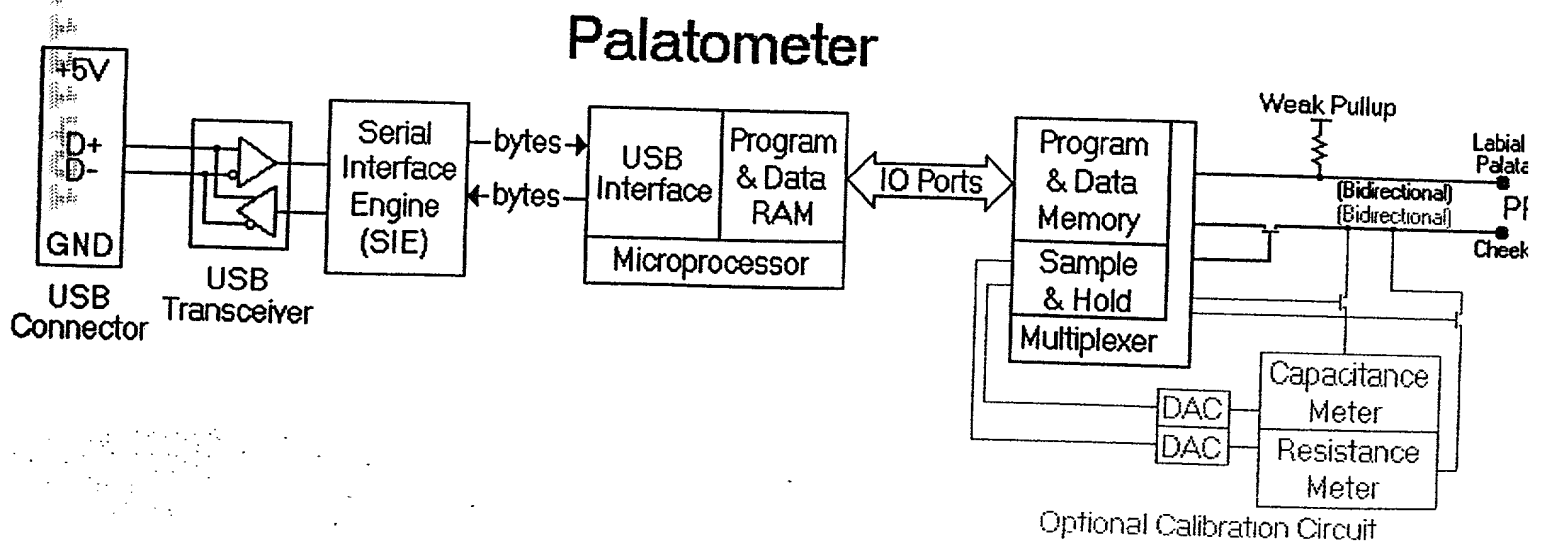 Palatometer
+5V
D+
D-
GND
USB
Connector
USB
Transceiver
Serial
Interface
Engine
(SIE)
bytes
bytes
USB
Interface
Program
& Data
RAM
Microprocessor
IO Ports
Program
& Data
Memory
Sample
& Hold
Multiplexer
Weak Pullup
Labial
(Bidirectional)
(Bidirectional)
Cheek
DAC
DAC
Capacitance
Meter
Resistance
Meter
Optional Calibration Circuit